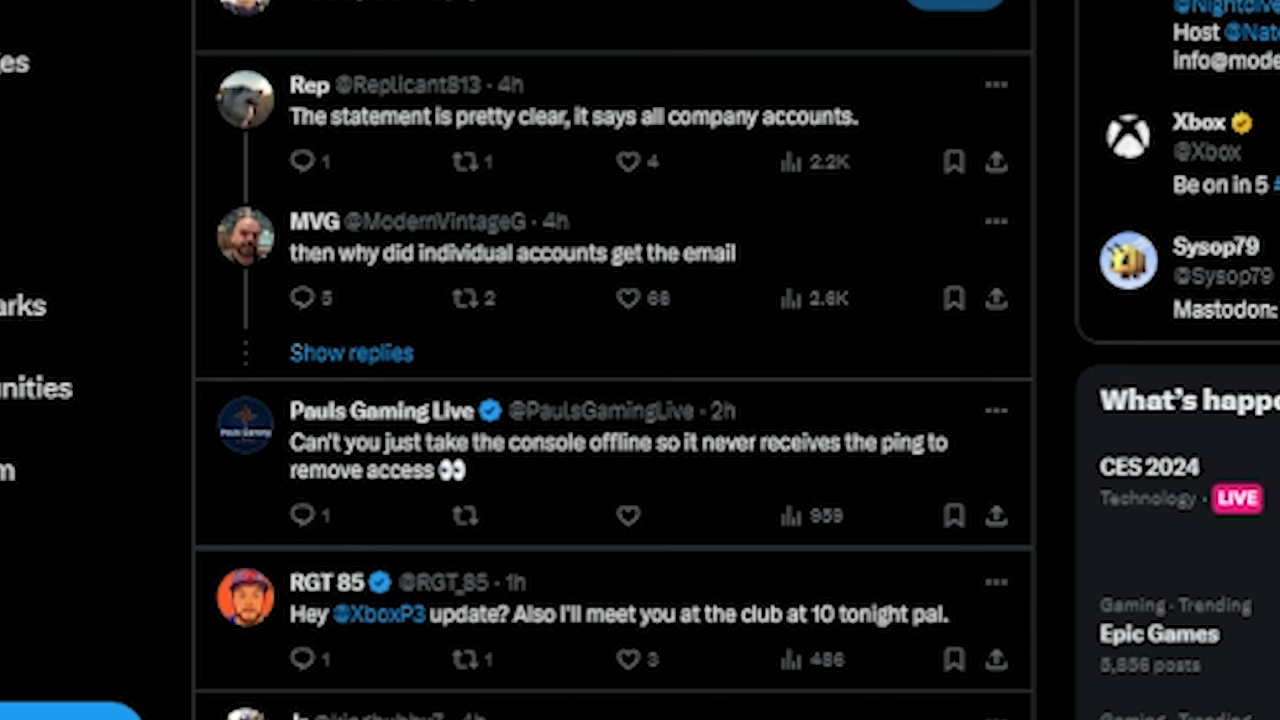 ges
arks
unities
m
Rep @Replicant813 · 4h
The statement is pretty clear, it says all company accounts.
1 1 4 2.2K
MVG @ModernVintageG · 4h
then why did individual accounts get the email
5 2 68 2.6K
Show replies
Pauls Gaming Live @PaulsGamingLive · 2h
Can't you just take the console offline so it never receives the ping to
remove access 👀
1 959
RGT 85 @RGT_85 · 1h
Hey @XboxP3 update? Also I'll meet you at the club at 10 tonight pal.
1 1 3 486
@Nightdive
Host @Nate
info@mode
Xbox
@Xbox
Be on in 5 #
Sysop79
@Sysop79
Mastodon:
What's happe
CES 2024
Technology · LIVE
Gaming · Trending
Epic Games
5,856 posts
Gaming · Trending